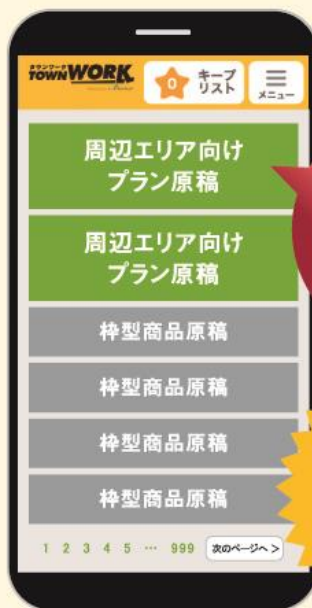 タウンワーク
TOWNWORK
0
キープ
リスト
メニュー
周辺エリア向け
プラン原稿
周辺エリア向け
プラン原稿
枠型商品原稿
枠型商品原稿
枠型商品原稿
枠型商品原稿
1 2 3 4 5 … 999 次のページへ >